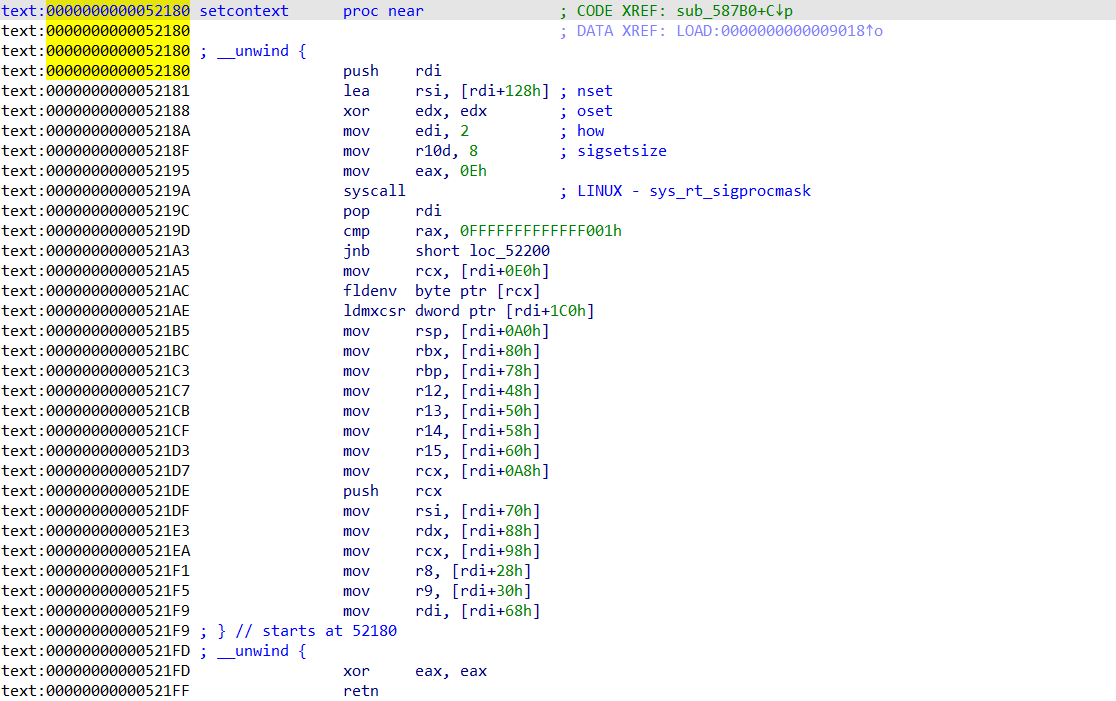 text:0000000000052180 setcontext proc near ; CODE XREF: sub_587B0+C↓p
text:0000000000052180 ; DATA XREF: LOAD:0000000000009018↑o
text:0000000000052180 ; __unwind {
text:0000000000052180 push rdi
text:0000000000052181 lea rsi, [rdi+128h] ; nset
text:0000000000052188 xor edx, edx ; oset
text:000000000005218A mov edi, 2 ; how
text:000000000005218F mov r10d, 8 ; sigsetsize
text:0000000000052195 mov eax, 0Eh
text:000000000005219A syscall ; LINUX - sys_rt_sigprocmask
text:000000000005219C pop rdi
text:000000000005219D cmp rax, 0FFFFFFFFFFFFF001h
text:00000000000521A3 jnb short loc_52200
text:00000000000521A5 mov rcx, [rdi+0E0h]
text:00000000000521AC fldenv byte ptr [rcx]
text:00000000000521AE ldmxcsr dword ptr [rdi+1C0h]
text:00000000000521B5 mov rsp, [rdi+0A0h]
text:00000000000521BC mov rbx, [rdi+80h]
text:00000000000521C3 mov rbp, [rdi+78h]
text:00000000000521C7 mov r12, [rdi+48h]
text:00000000000521CB mov r13, [rdi+50h]
text:00000000000521CF mov r14, [rdi+58h]
text:00000000000521D3 mov r15, [rdi+60h]
text:00000000000521D7 mov rcx, [rdi+0A8h]
text:00000000000521DE push rcx
text:00000000000521DF mov rsi, [rdi+70h]
text:00000000000521E3 mov rdx, [rdi+88h]
text:00000000000521EA mov rcx, [rdi+98h]
text:00000000000521F1 mov r8, [rdi+28h]
text:00000000000521F5 mov r9, [rdi+30h]
text:00000000000521F9 mov rdi, [rdi+68h]
text:00000000000521F9 ; } // starts at 52180
text:00000000000521FD ; __unwind {
text:00000000000521FD xor eax, eax
text:00000000000521FF retn